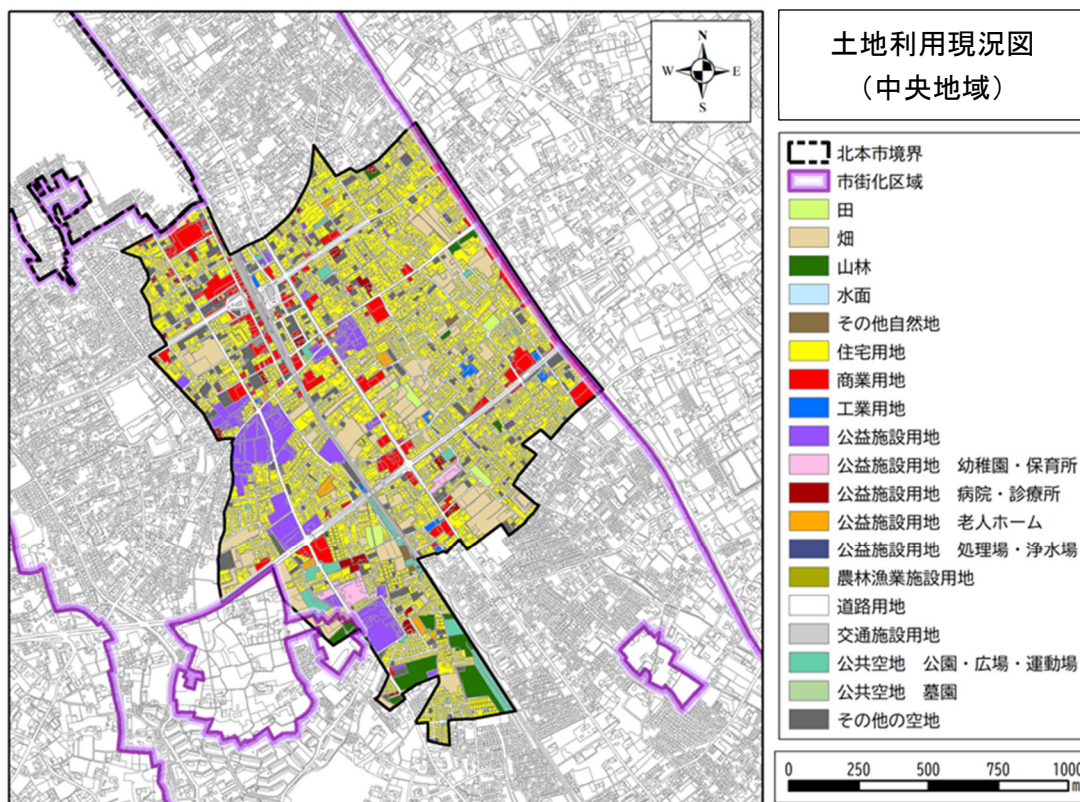 土地利用現況図
（中央地域）
N
W
E
S
北本市境界
市街化区域
田
畑
山林
水面
その他自然地
住宅用地
商業用地
工業用地
公益施設用地
公益施設用地　幼稚園・保育所
公益施設用地　病院・診療所
公益施設用地　老人ホーム
公益施設用地　処理場・浄水場
農林漁業施設用地
道路用地
交通施設用地
公共空地　公園・広場・運動場
公共空地　墓園
その他の空地
0 250 500 750 1000
m